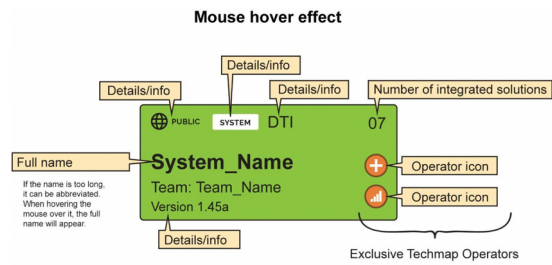 Mouse hover effect
Details/info
Details/info
Details/info
Number of integrated solutions
PUBLIC
SYSTEM
DTI
07
Full name
System_Name
Operator icon
If the name is too long,
it can be abbreviated.
When hovering the
mouse over it, the full
name will appear.
Team: Team_Name
Version 1.45a
Operator icon
Details/info
Exclusive Techmap Operators